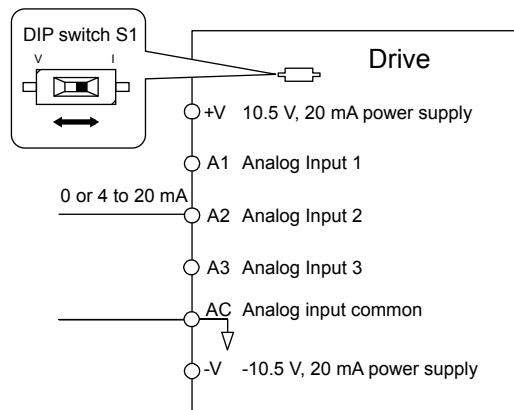 DIP switch S1
V I
Drive
+V 10.5 V, 20 mA power supply
A1 Analog Input 1
0 or 4 to 20 mA
A2 Analog Input 2
A3 Analog Input 3
AC Analog input common
-V -10.5 V, 20 mA power supply